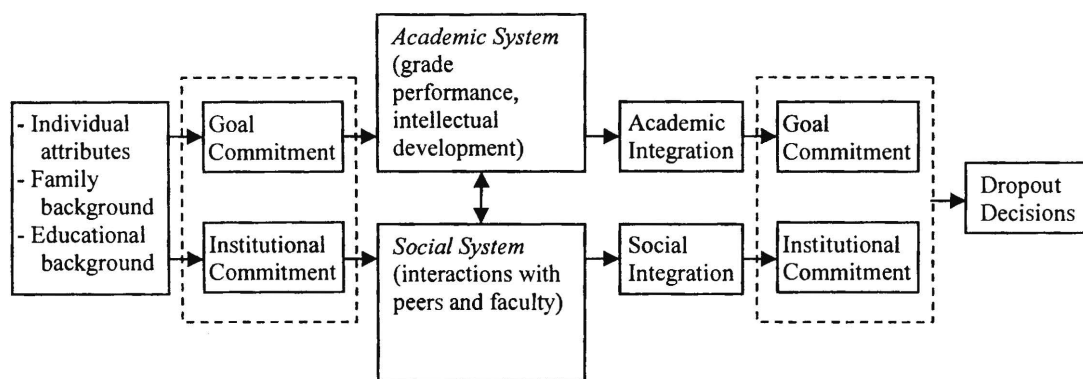 - Individual
attributes
- Family
background
- Educational
background
Goal
Commitment
Institutional
Commitment
Academic System
(grade
performance,
intellectual
development)
Social System
(interactions with
peers and faculty)
Academic
Integration
Social
Integration
Goal
Commitment
Institutional
Commitment
Dropout
Decisions